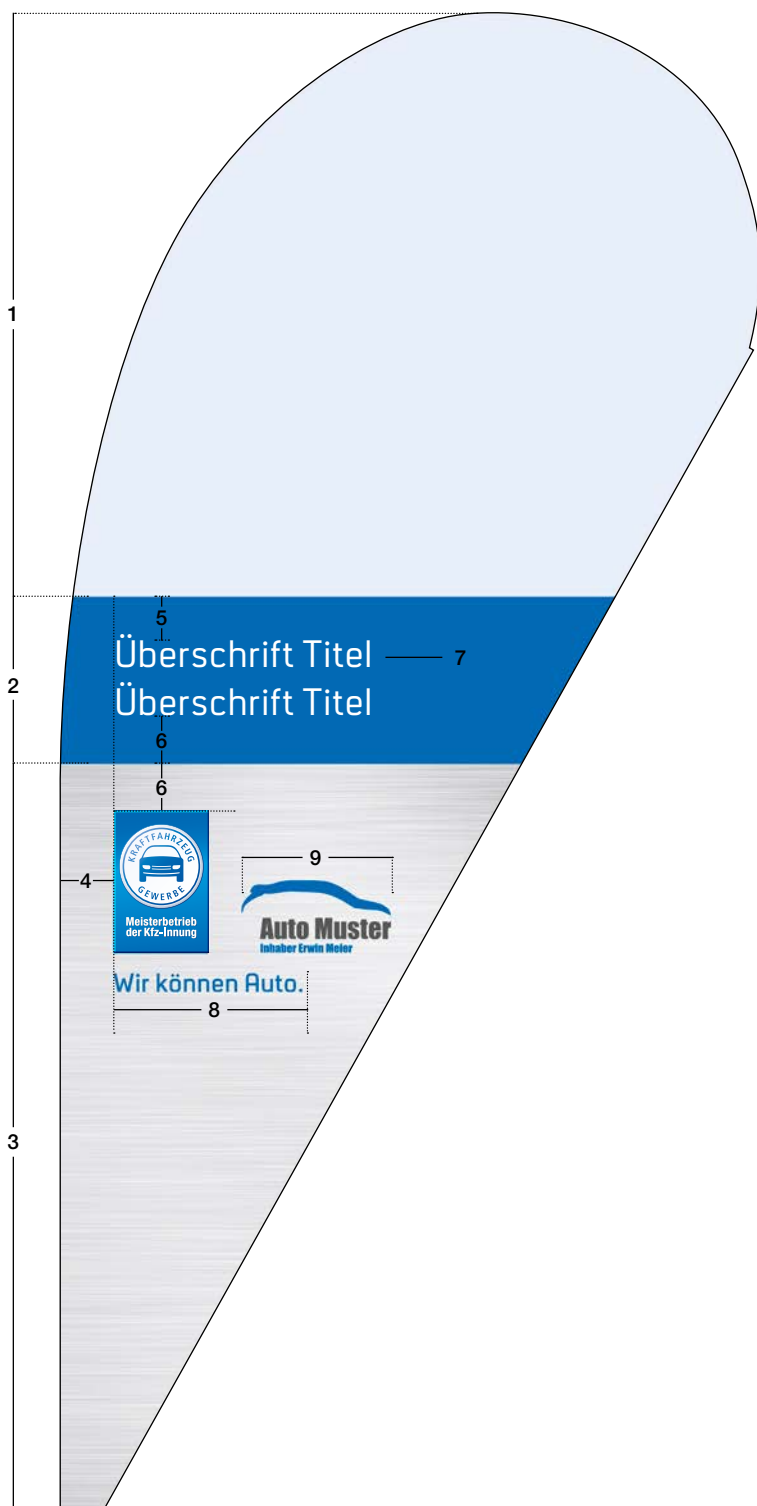 1
5
Überschrift Titel
7
2
Überschrift Titel
6
6
KRAFTFAHRZEUG
GEWERBE
Meisterbetrieb
der Kfz-Innung
4
9
Auto Muster
Inhaber Erwin Meier
Wir können Auto.
8
3